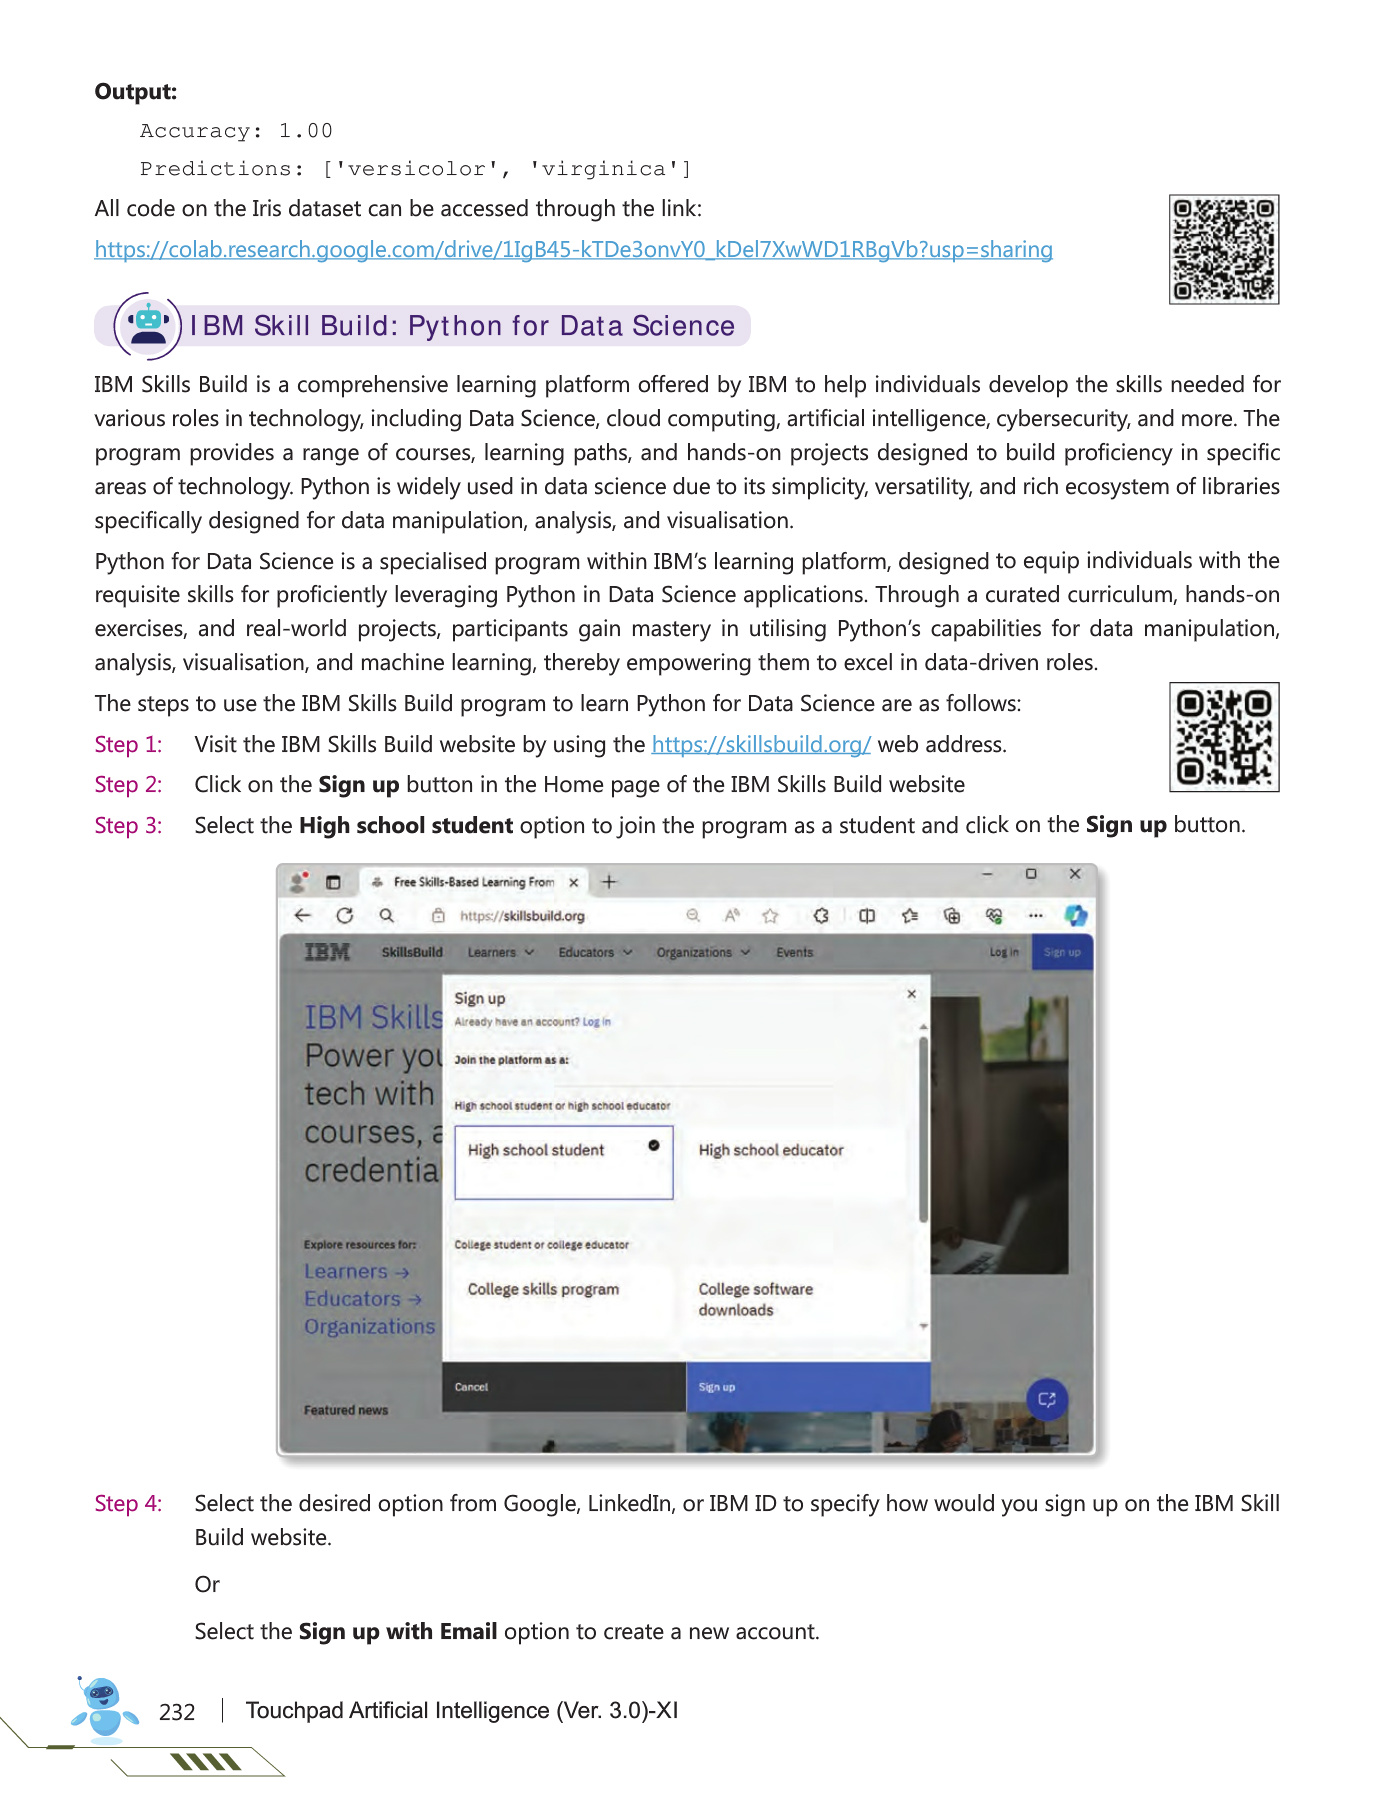 Output:
Accuracy: 1.00
Predictions: ['versicolor', 'virginica']
All code on the Iris dataset can be accessed through the link:
https://colab.research.google.com/drive/1IgB45-kTDe3onvY0_kDel7XwWD1RBgVb?usp=sharing
IBM Skill Build: Python for Data Science
IBM Skills Build is a comprehensive learning platform offered by IBM to help individuals develop the skills needed for
various roles in technology, including Data Science, cloud computing, artificial intelligence, cybersecurity, and more. The
program provides a range of courses, learning paths, and hands-on projects designed to build proficiency in specific
areas of technology. Python is widely used in data science due to its simplicity, versatility, and rich ecosystem of libraries
specifically designed for data manipulation, analysis, and visualisation.
Python for Data Science is a specialised program within IBM's learning platform, designed to equip individuals with the
requisite skills for proficiently leveraging Python in Data Science applications. Through a curated curriculum, hands-on
exercises, and real-world projects, participants gain mastery in utilising Python's capabilities for data manipulation,
analysis, visualisation, and machine learning, thereby empowering them to excel in data-driven roles.
The steps to use the IBM Skills Build program to learn Python for Data Science are as follows:
Step 1: Visit the IBM Skills Build website by using the https://skillsbuild.org/ web address.
Step 2: Click on the Sign up button in the Home page of the IBM Skills Build website
Step 3: Select the High school student option to join the program as a student and click on the Sign up button.
Free Skills-Based Learning From
https://skillsbuild.org
IBM SkillsBuild Learners Educators Organizations Events Log in Sign up
Sign up
Already have an account? Log in
Join the platform as a:
High school student or high school educator
High school student High school educator
College student or college educator
College skills program College software
downloads
Cancel Sign up
IBM Skills
Power you
tech with
courses, a
credentia
Explore resources for:
Learners →
Educators →
Organizations
Featured news
Step 4: Select the desired option from Google, LinkedIn, or IBM ID to specify how would you sign up on the IBM Skill
Build website.
Or
Select the Sign up with Email option to create a new account.
232 Touchpad Artificial Intelligence (Ver. 3.0)-XI